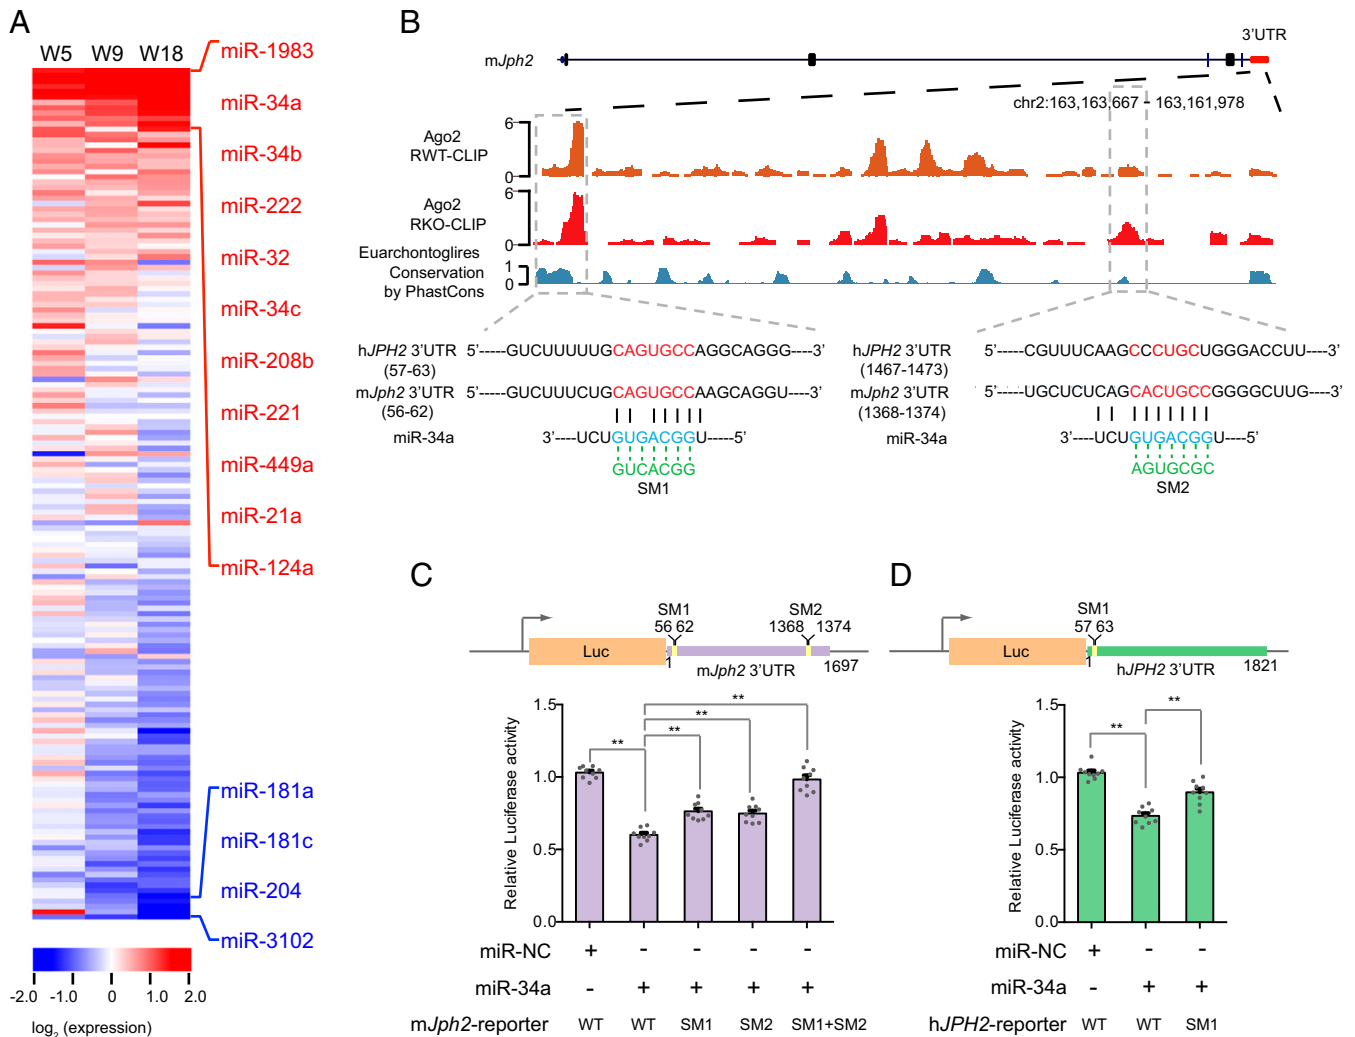 A
W5 W9 W18
miR-1983
miR-34a
miR-34b
miR-222
miR-32
miR-34c
miR-208b
miR-221
miR-449a
miR-21a
miR-124a
miR-181a
miR-181c
miR-204
miR-3102
-2.0 -1.0 0 1.0 2.0
log2 (expression)
B
3'UTR
mJph2
chr2:163,163,667 - 163,161,978
Ago2
RWT-CLIP
6
0
Ago2
RKO-CLIP
6
0
Euarchontoglires
Conservation
by PhastCons
1
0
hJPH2 3'UTR
(57-63)
5'-----GUCUUUUUGCAGUGCCAGGCAGGG----3'
mJph2 3'UTR
(56-62)
5'-----GUCUUUCUGCAGUGCCAAGCAGGU----3'
miR-34a
3'----UCUGUGACGGU----5'
GUCACGG
SM1
hJPH2 3'UTR
(1467-1473)
5'-----CGUUUCAAGCCCUGCUGGGACCUU----3'
mJph2 3'UTR
(1368-1374)
5'-----UGCUCUCAGCACUGCCGGGGCUUG----3'
miR-34a
3'----UCUGUGACGGU----5'
AGUGCGC
SM2
C
SM1
56 62
SM2
1368 1374
Luc
1
mJph2 3'UTR
1697
Relative Luciferase activity
1.5
1.0
0.5
0.0
**
**
**
**
miR-NC + - - - -
miR-34a - + + + +
mJph2-reporter WT WT SM1 SM2 SM1+SM2
D
SM1
57 63
Luc
1
hJPH2 3'UTR
1821
Relative Luciferase activity
1.5
1.0
0.5
0.0
**
**
miR-NC + - -
miR-34a - + +
hJPH2-reporter WT WT SM1